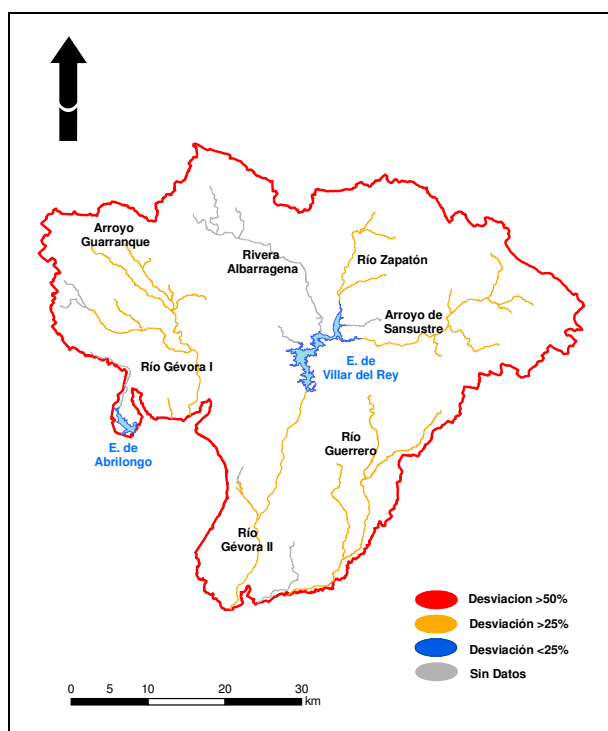 Arroyo
Guarranque
Rivera
Albarragena
Río Zapatón
Arroyo de
Sansustre
Río Gévora I
E. de
Villar del Rey
E. de
Abrilongo
Río
Guerrero
Río
Gévora II
Desviacion >50%
Desviación >25%
Desviación <25%
Sin Datos
0 5 10 20 30
km